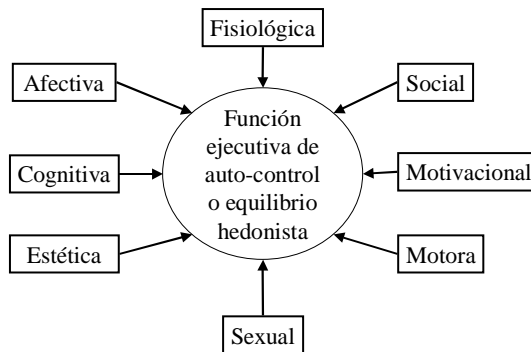 Fisiológica
Afectiva
Social
Función
ejecutiva de
auto-control
o equilibrio
hedonista
Cognitiva
Motivacional
Estética
Motora
Sexual